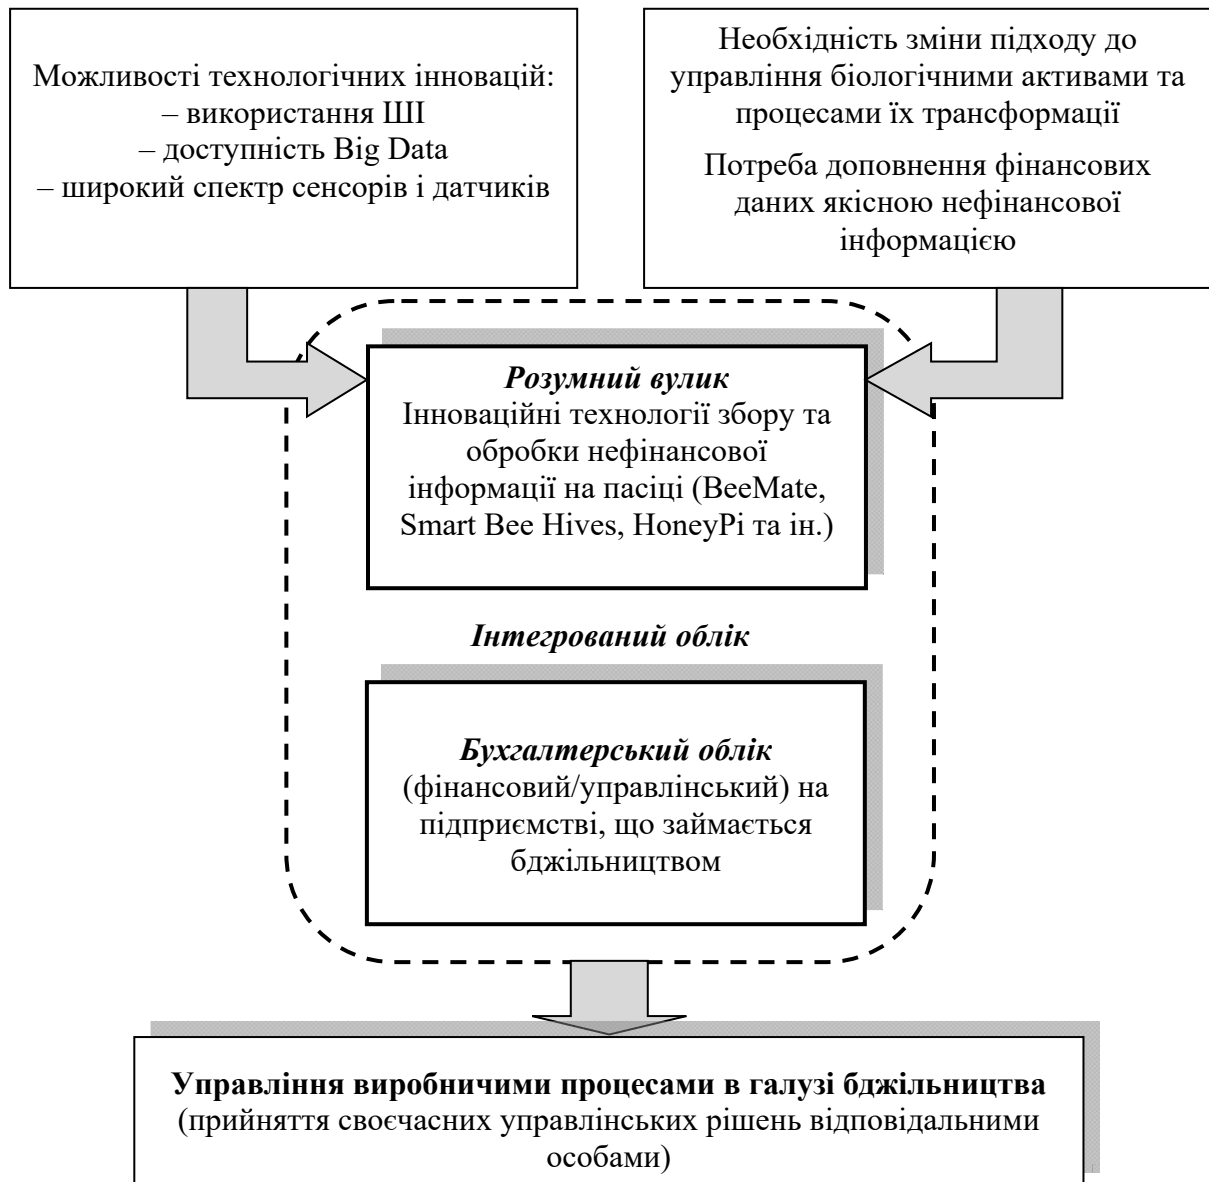 Можливості технологічних інновацій:
– використання ШІ
– доступність Big Data
– широкий спектр сенсорів і датчиків
Необхідність зміни підходу до
управління біологічними активами та
процесами їх трансформації
Потреба доповнення фінансових
даних якісною нефінансової
інформацією
Розумний вулик
Інноваційні технології збору та
обробки нефінансової
інформації на пасіці (BeeMate,
Smart Bee Hives, HoneyPi та ін.)
Інтегрований облік
Бухгалтерський облік
(фінансовий/управлінський) на
підприємстві, що займається
бджільництвом
Управління виробничими процесами в галузі бджільництва
(прийняття своєчасних управлінських рішень відповідальними
особами)